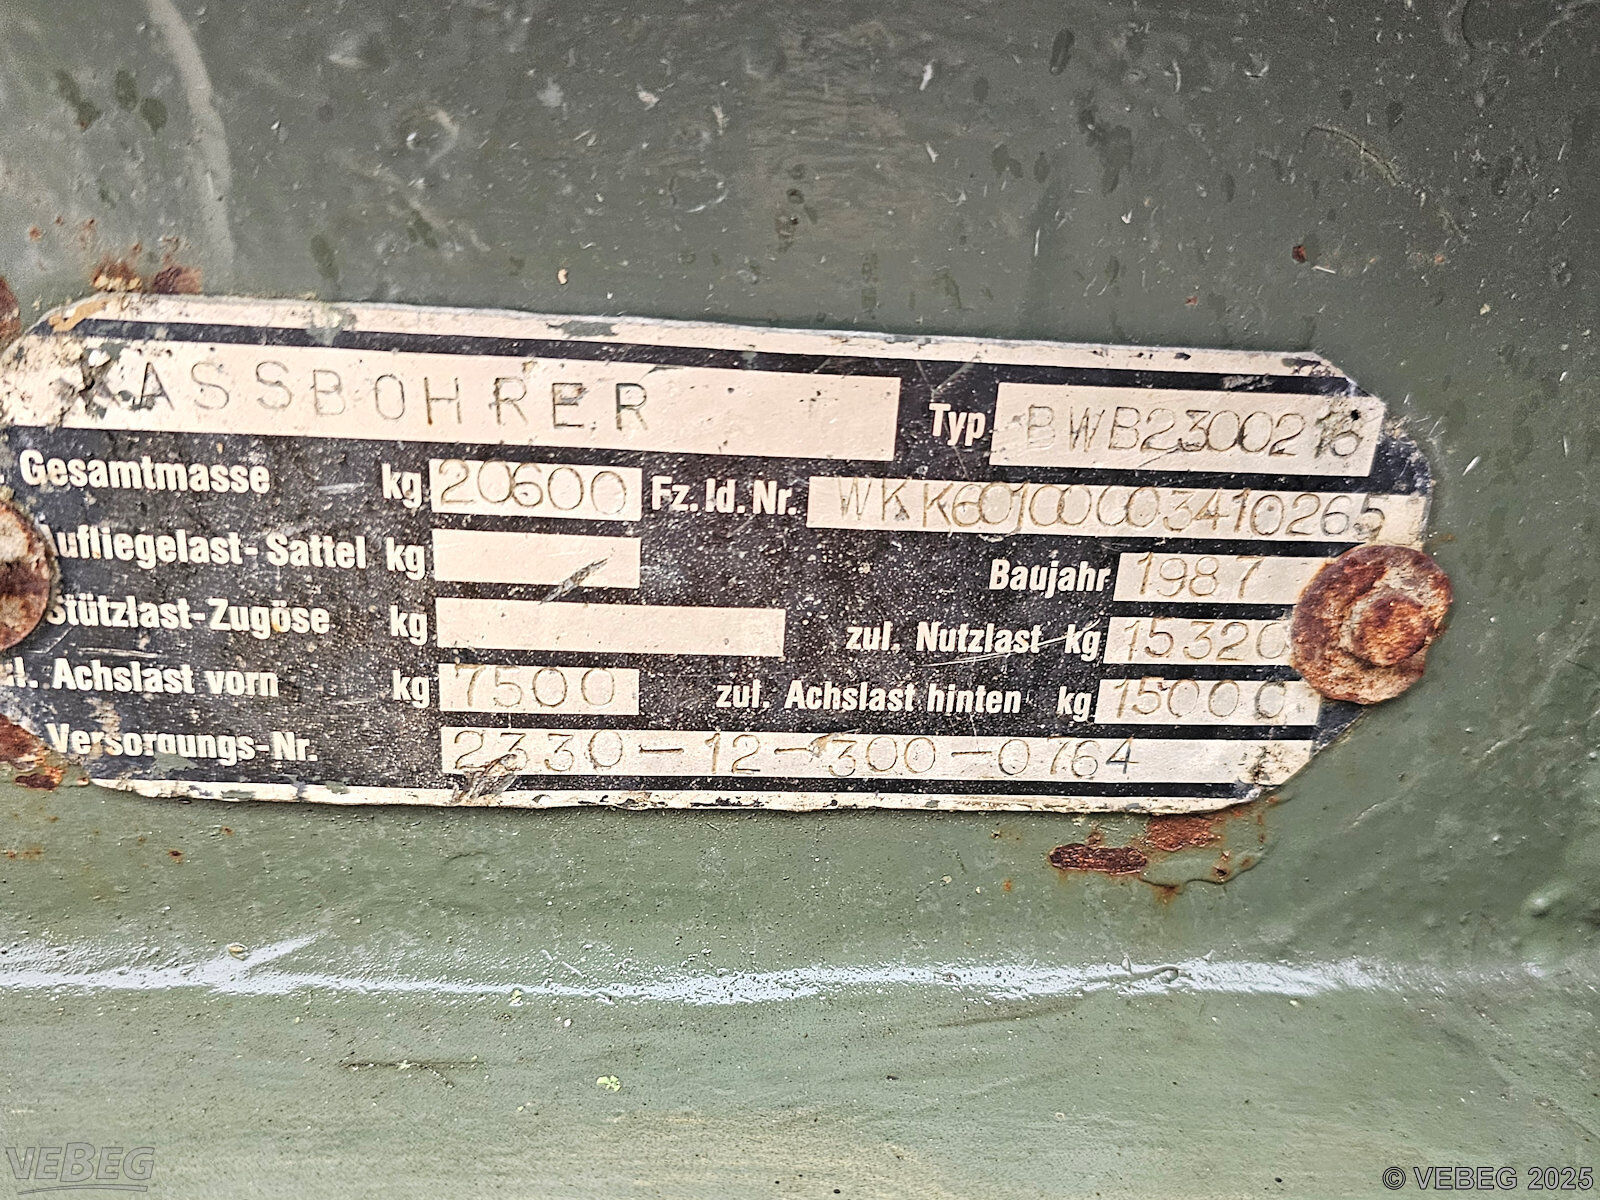 KASSBOHRER Typ BWB2300216
Gesamtmasse kg 20600 Fz. Id. Nr. WKK60100003410265
Aufliegelast-Sattel kg Baujahr 1987
Stützlast-Zugöse kg zul. Nutzlast kg 15320
zul. Achslast vorn kg 7500 zul. Achslast hinten kg 15000
Versorgungs-Nr. 2330-12-300-0764
VEBEG
© VEBEG 2025